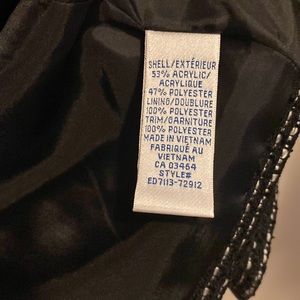 SHELL/EXTÉRIEUR
53% ACRYLIC/
ACRYLIQUE
47% POLYESTER
LINING/DOUBLURE
100% POLYESTER
TRIM/GARNITURE
100% POLYESTER
MADE IN VIETNAM
FABRIQUÉ AU
VIETNAM
CA 03464
STYLE#
ED7113-72912